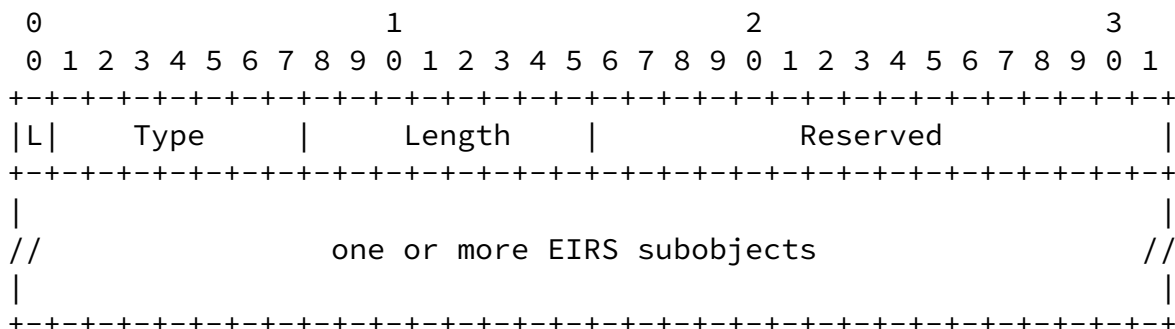 0                   1                   2                   3
 0 1 2 3 4 5 6 7 8 9 0 1 2 3 4 5 6 7 8 9 0 1 2 3 4 5 6 7 8 9 0 1
+-+-+-+-+-+-+-+-+-+-+-+-+-+-+-+-+-+-+-+-+-+-+-+-+-+-+-+-+-+-+-+-+
|L|    Type     |     Length    |           Reserved            |
+-+-+-+-+-+-+-+-+-+-+-+-+-+-+-+-+-+-+-+-+-+-+-+-+-+-+-+-+-+-+-+-+
|                                                               |
//                one or more EIRS subobjects                  //
|                                                               |
+-+-+-+-+-+-+-+-+-+-+-+-+-+-+-+-+-+-+-+-+-+-+-+-+-+-+-+-+-+-+-+-+